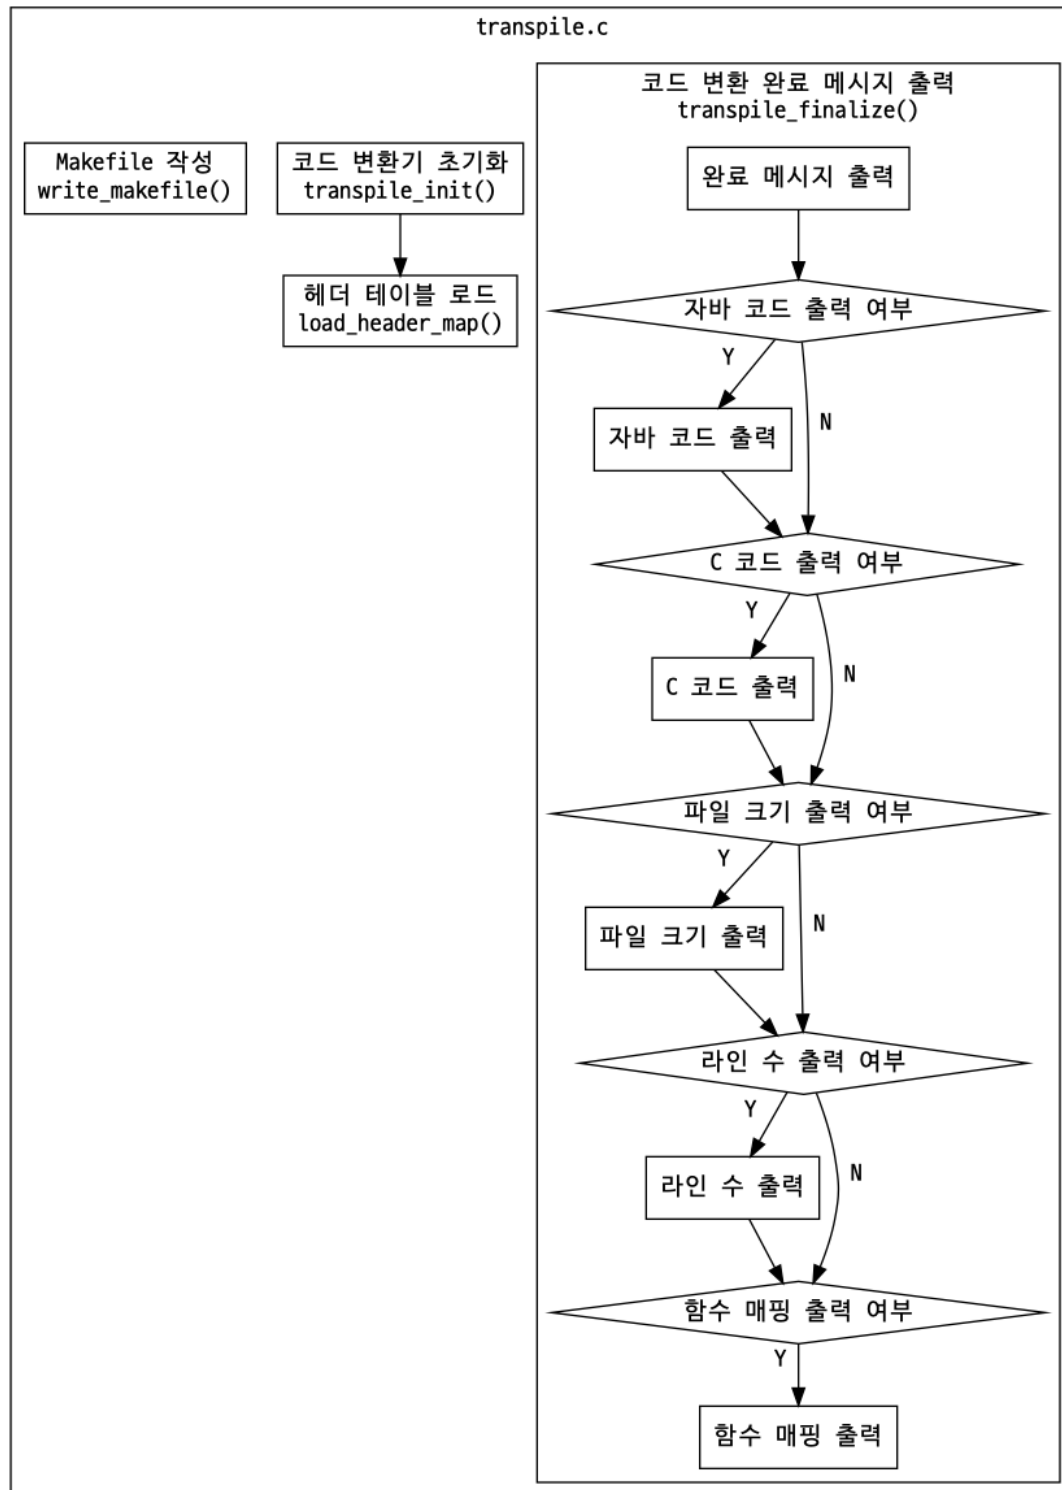 transpile.c
Makefile 작성
write_makefile()
코드 변환기 초기화
transpile_init()
헤더 테이블 로드
load_header_map()
코드 변환 완료 메시지 출력
transpile_finalize()
완료 메시지 출력
자바 코드 출력 여부
Y
N
자바 코드 출력
C 코드 출력 여부
Y
N
C 코드 출력
파일 크기 출력 여부
Y
N
파일 크기 출력
라인 수 출력 여부
Y
N
라인 수 출력
함수 매핑 출력 여부
Y
함수 매핑 출력